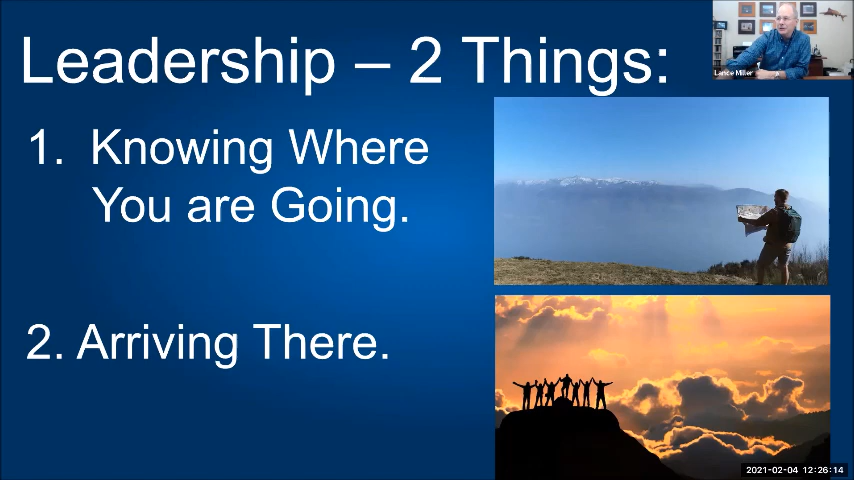 Leadership – 2 Things:
Lance Miller
1. Knowing Where
You are Going.
2. Arriving There.
2021-02-04 12:26:14